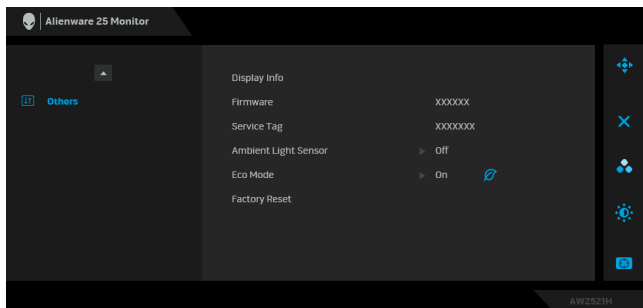 Alienware 25 Monitor
Others
Display Info
Firmware XXXXXX
Service Tag XXXXXXX
Ambient Light Sensor Off
Eco Mode On
Factory Reset
AW2521H